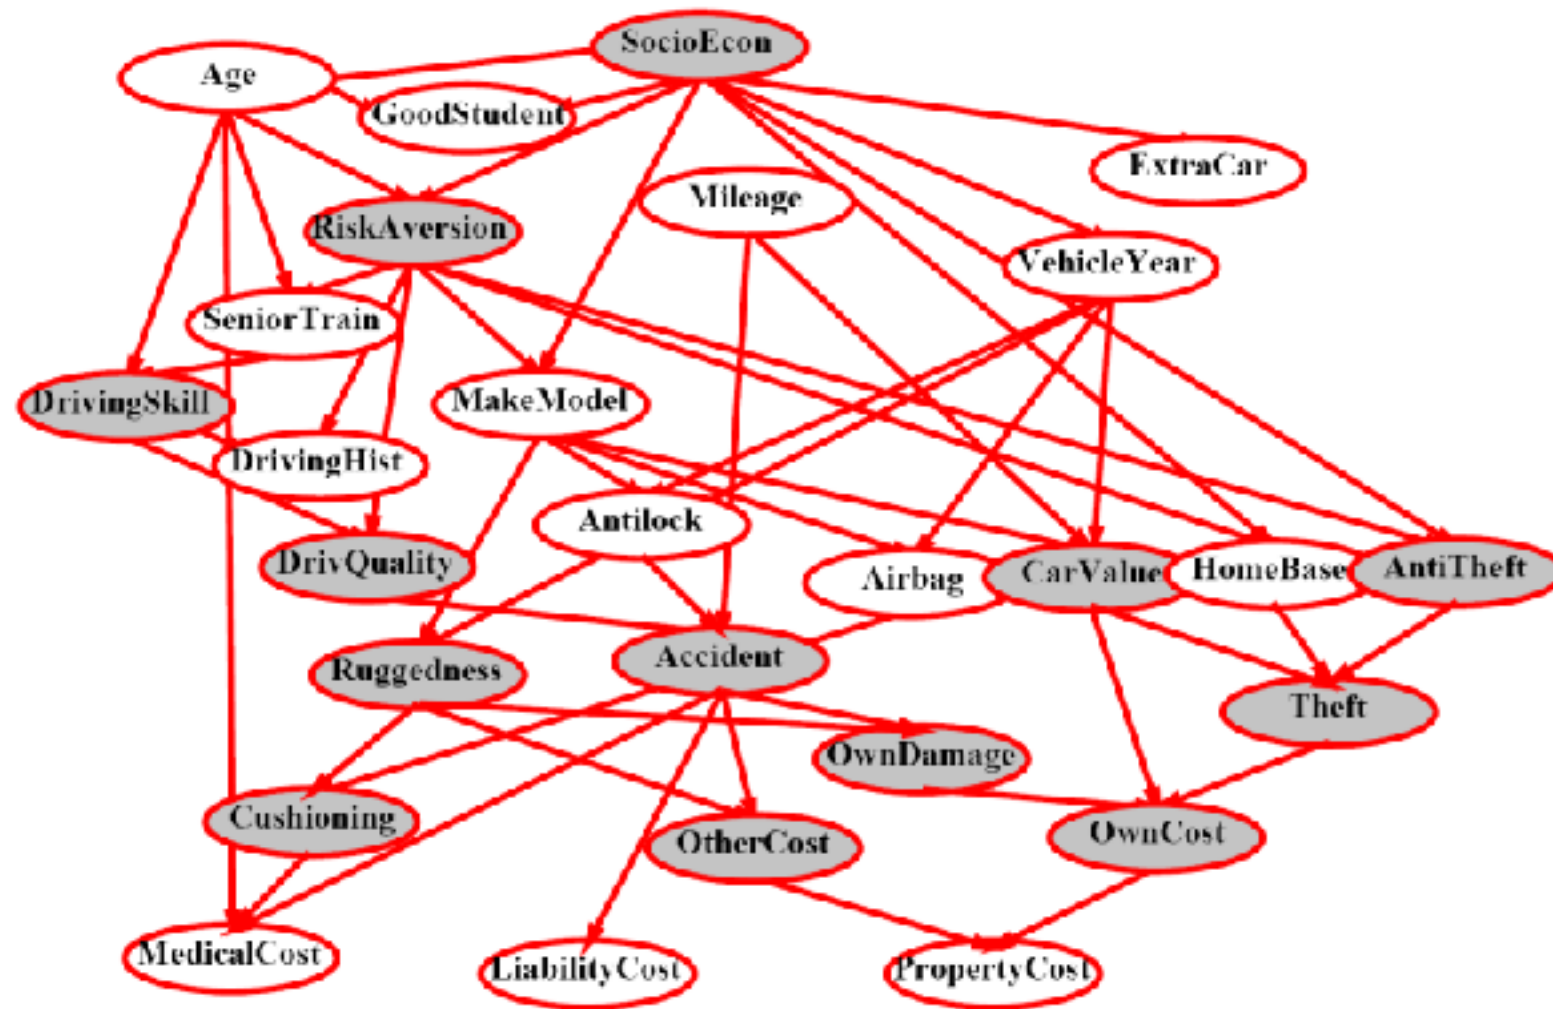 SocioEcon
Age
GoodStudent
ExtraCar
Mileage
RiskAversion
VehicleYear
SeniorTrain
DrivingSkill
MakeModel
DrivingHist
Antilock
DrivQuality
Airbag
CarValue
HomeBase
AntiTheft
Accident
Ruggedness
Theft
OwnDamage
Cushioning
OtherCost
OwnCost
MedicalCost
LiabilityCost
PropertyCost